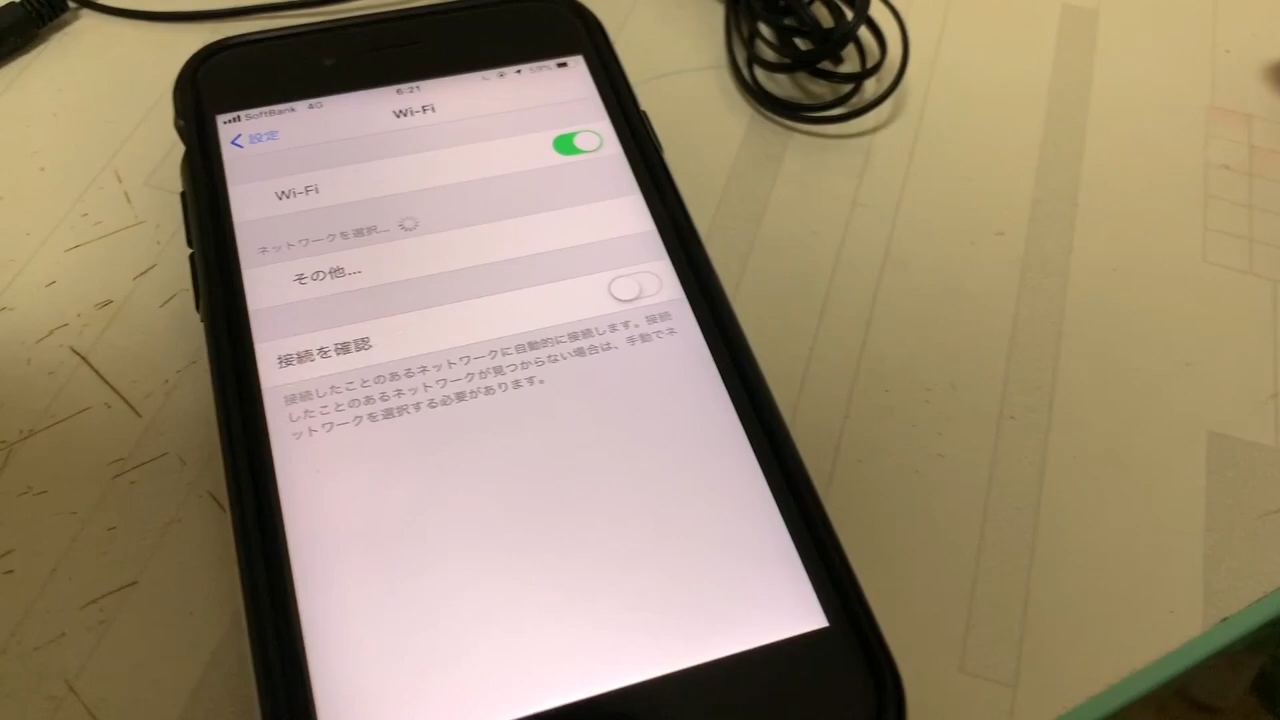 SoftBank 4G 6:21 59%
設定 Wi-Fi
Wi-Fi
ネットワークを選択...
その他...
接続を確認
接続したことのあるネットワークに自動的に接続します。接続
したことのあるネットワークが見つからない場合は、手動でネ
ットワークを選択する必要があります。